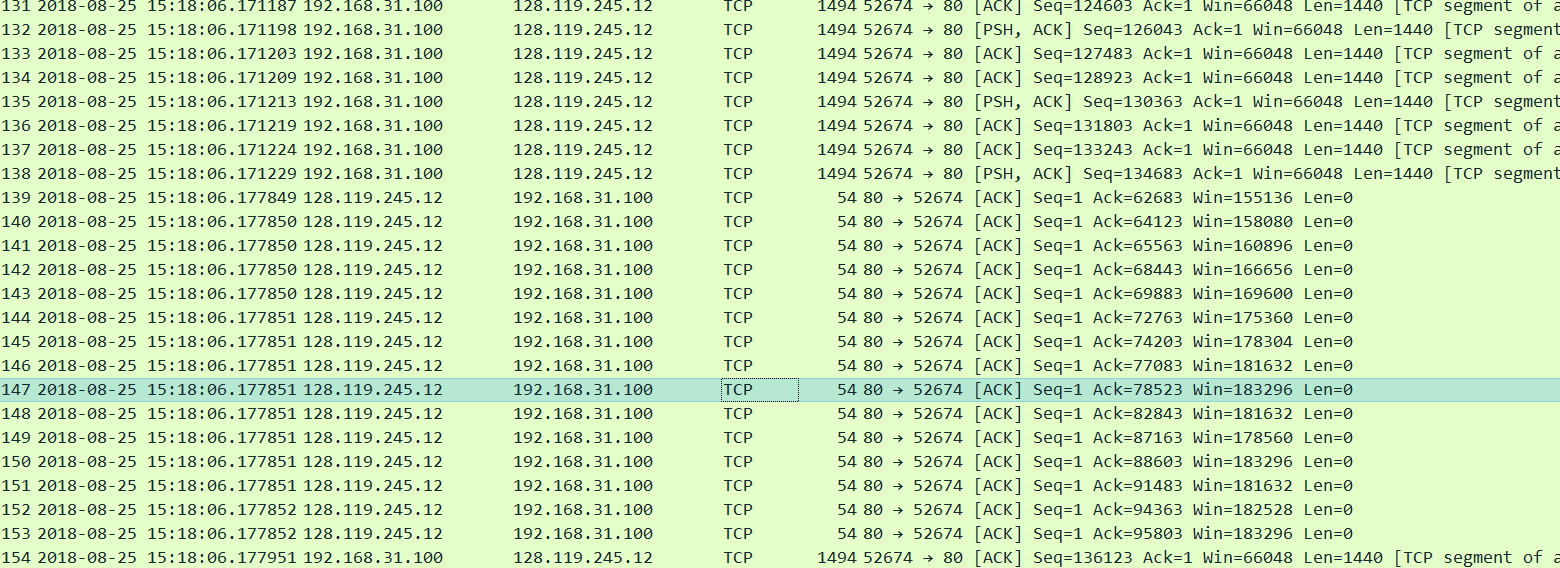 131 2018-08-25 15:18:06.171187 192.168.31.100 128.119.245.12 TCP 1494 52674 → 80 [ACK] Seq=124603 Ack=1 Win=66048 Len=1440 [TCP segment of a
132 2018-08-25 15:18:06.171198 192.168.31.100 128.119.245.12 TCP 1494 52674 → 80 [PSH, ACK] Seq=126043 Ack=1 Win=66048 Len=1440 [TCP segment
133 2018-08-25 15:18:06.171203 192.168.31.100 128.119.245.12 TCP 1494 52674 → 80 [ACK] Seq=127483 Ack=1 Win=66048 Len=1440 [TCP segment of a
134 2018-08-25 15:18:06.171209 192.168.31.100 128.119.245.12 TCP 1494 52674 → 80 [ACK] Seq=128923 Ack=1 Win=66048 Len=1440 [TCP segment of a
135 2018-08-25 15:18:06.171213 192.168.31.100 128.119.245.12 TCP 1494 52674 → 80 [PSH, ACK] Seq=130363 Ack=1 Win=66048 Len=1440 [TCP segment
136 2018-08-25 15:18:06.171219 192.168.31.100 128.119.245.12 TCP 1494 52674 → 80 [ACK] Seq=131803 Ack=1 Win=66048 Len=1440 [TCP segment of a
137 2018-08-25 15:18:06.171224 192.168.31.100 128.119.245.12 TCP 1494 52674 → 80 [ACK] Seq=133243 Ack=1 Win=66048 Len=1440 [TCP segment of a
138 2018-08-25 15:18:06.171229 192.168.31.100 128.119.245.12 TCP 1494 52674 → 80 [PSH, ACK] Seq=134683 Ack=1 Win=66048 Len=1440 [TCP segment
139 2018-08-25 15:18:06.177849 128.119.245.12 192.168.31.100 TCP 54 80 → 52674 [ACK] Seq=1 Ack=62683 Win=155136 Len=0
140 2018-08-25 15:18:06.177850 128.119.245.12 192.168.31.100 TCP 54 80 → 52674 [ACK] Seq=1 Ack=64123 Win=158080 Len=0
141 2018-08-25 15:18:06.177850 128.119.245.12 192.168.31.100 TCP 54 80 → 52674 [ACK] Seq=1 Ack=65563 Win=160896 Len=0
142 2018-08-25 15:18:06.177850 128.119.245.12 192.168.31.100 TCP 54 80 → 52674 [ACK] Seq=1 Ack=68443 Win=166656 Len=0
143 2018-08-25 15:18:06.177850 128.119.245.12 192.168.31.100 TCP 54 80 → 52674 [ACK] Seq=1 Ack=69883 Win=169600 Len=0
144 2018-08-25 15:18:06.177851 128.119.245.12 192.168.31.100 TCP 54 80 → 52674 [ACK] Seq=1 Ack=72763 Win=175360 Len=0
145 2018-08-25 15:18:06.177851 128.119.245.12 192.168.31.100 TCP 54 80 → 52674 [ACK] Seq=1 Ack=74203 Win=178304 Len=0
146 2018-08-25 15:18:06.177851 128.119.245.12 192.168.31.100 TCP 54 80 → 52674 [ACK] Seq=1 Ack=77083 Win=181632 Len=0
147 2018-08-25 15:18:06.177851 128.119.245.12 192.168.31.100 TCP 54 80 → 52674 [ACK] Seq=1 Ack=78523 Win=183296 Len=0
148 2018-08-25 15:18:06.177851 128.119.245.12 192.168.31.100 TCP 54 80 → 52674 [ACK] Seq=1 Ack=82843 Win=181632 Len=0
149 2018-08-25 15:18:06.177851 128.119.245.12 192.168.31.100 TCP 54 80 → 52674 [ACK] Seq=1 Ack=87163 Win=178560 Len=0
150 2018-08-25 15:18:06.177851 128.119.245.12 192.168.31.100 TCP 54 80 → 52674 [ACK] Seq=1 Ack=88603 Win=183296 Len=0
151 2018-08-25 15:18:06.177851 128.119.245.12 192.168.31.100 TCP 54 80 → 52674 [ACK] Seq=1 Ack=91483 Win=181632 Len=0
152 2018-08-25 15:18:06.177852 128.119.245.12 192.168.31.100 TCP 54 80 → 52674 [ACK] Seq=1 Ack=94363 Win=182528 Len=0
153 2018-08-25 15:18:06.177852 128.119.245.12 192.168.31.100 TCP 54 80 → 52674 [ACK] Seq=1 Ack=95803 Win=183296 Len=0
154 2018-08-25 15:18:06.177951 192.168.31.100 128.119.245.12 TCP 1494 52674 → 80 [ACK] Seq=136123 Ack=1 Win=66048 Len=1440 [TCP segment of a